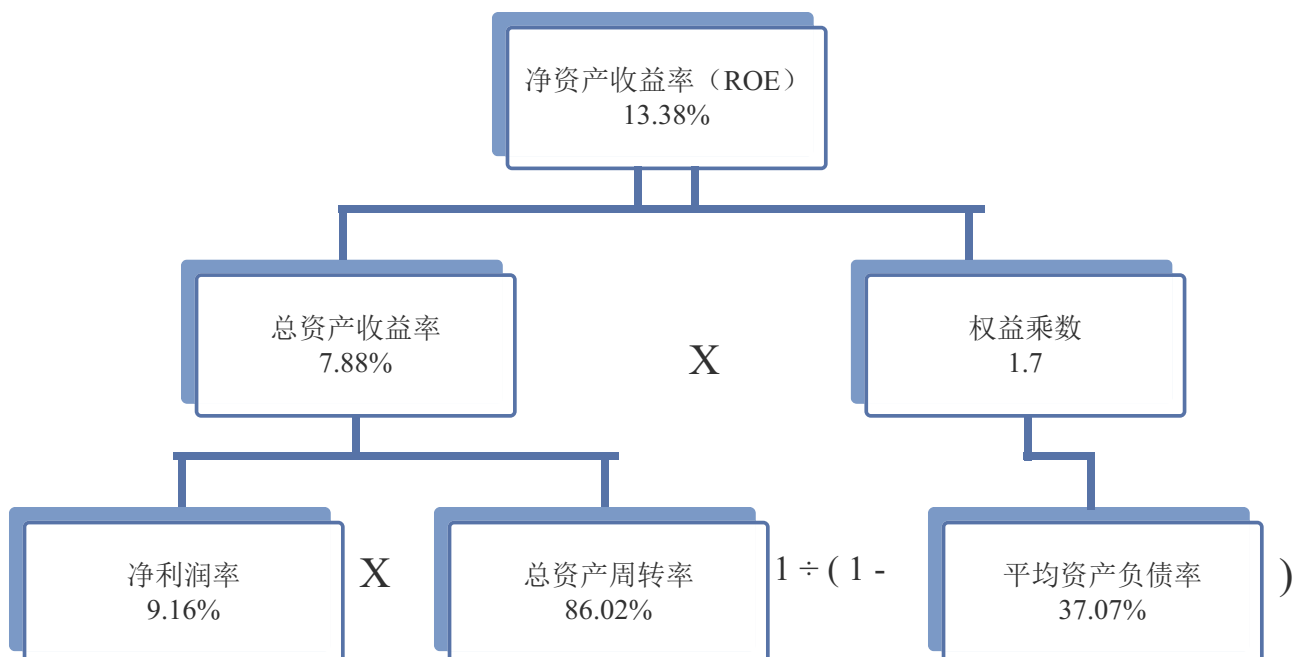 净资产收益率（ROE）
13.38%
总资产收益率
7.88%
X
权益乘数
1.7
净利润率
9.16%
X
总资产周转率
86.02%
1 ÷ ( 1 -
平均资产负债率
37.07%
)